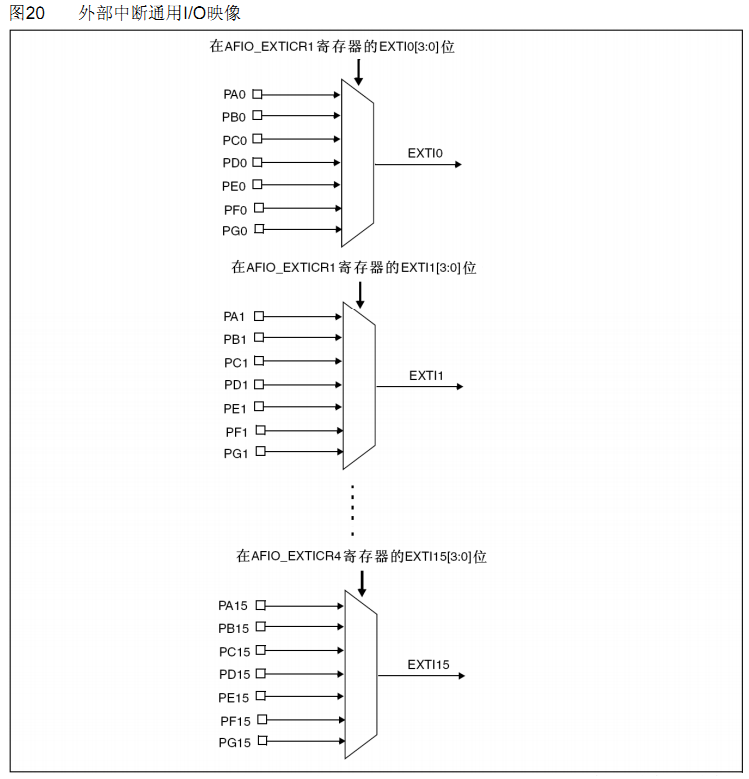 图20 外部中断通用I/O映像
在AFIO_EXTICR1寄存器的EXTI0[3:0]位
PA0
PB0
PC0
PD0
PE0
PF0
PG0
EXTI0
在AFIO_EXTICR1寄存器的EXTI1[3:0]位
PA1
PB1
PC1
PD1
PE1
PF1
PG1
EXTI1
在AFIO_EXTICR4寄存器的EXTI15[3:0]位
PA15
PB15
PC15
PD15
PE15
PF15
PG15
EXTI15